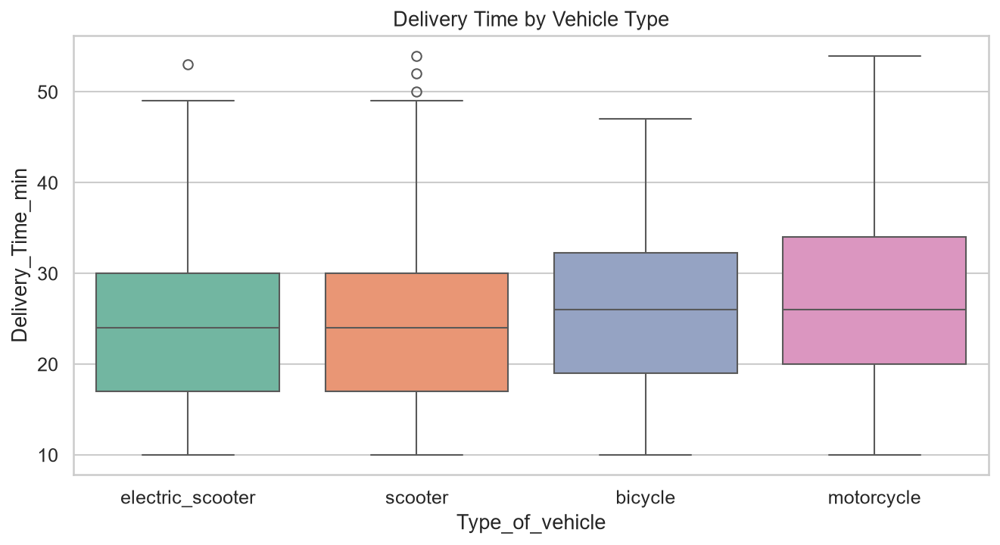 Delivery Time by Vehicle Type
Delivery_Time_min
50
40
30
20
10
electric_scooter
scooter
bicycle
motorcycle
Type_of_vehicle